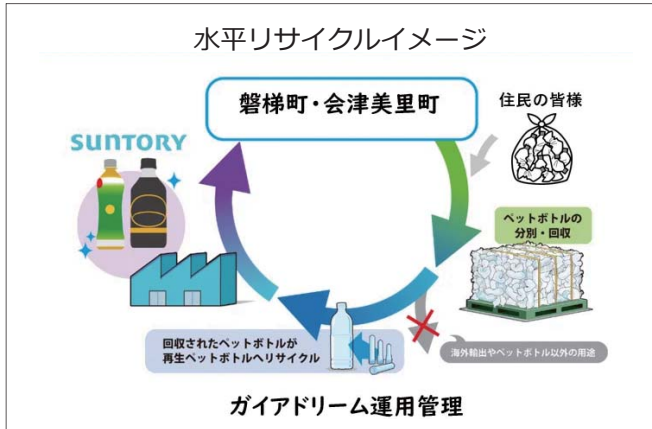 水平リサイクルイメージ
磐梯町・会津美里町
住民の皆様
SUNTORY
ペットボトルの
分別・回収
回収されたペットボトルが
再生ペットボトルへリサイクル
海外輸出やペットボトル以外の用途
ガイアドリーム運用管理